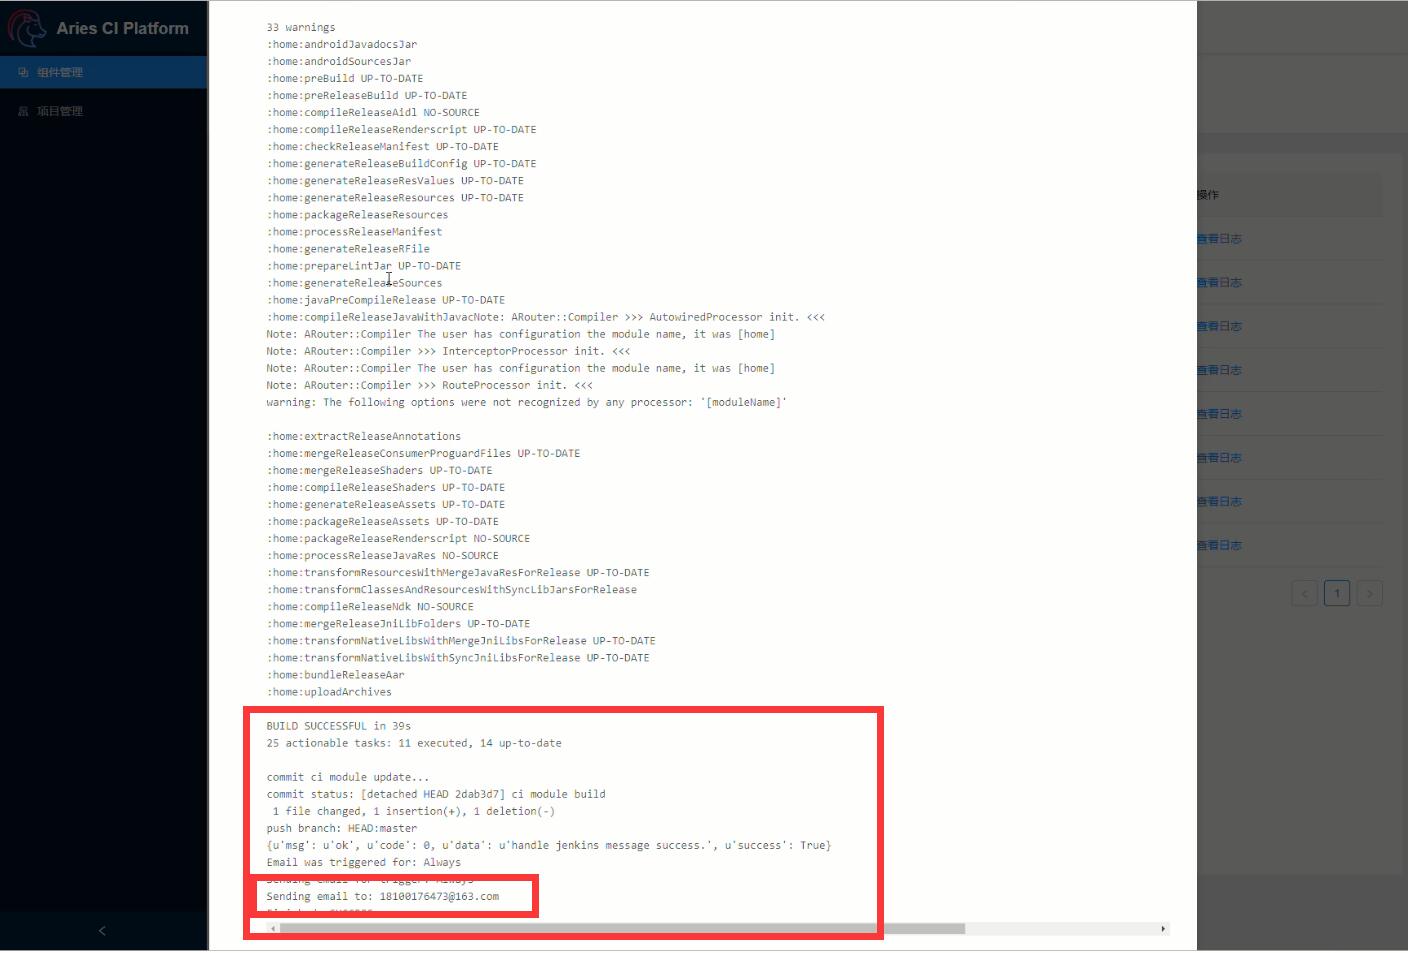 Aries CI Platform
组件管理
项目管理
33 warnings
:home:androidJavadocsJar
:home:androidSourcesJar
:home:preBuild UP-TO-DATE
:home:preReleaseBuild UP-TO-DATE
:home:compileReleaseAidl NO-SOURCE
:home:compileReleaseRenderscript UP-TO-DATE
:home:checkReleaseManifest UP-TO-DATE
:home:generateReleaseBuildConfig UP-TO-DATE
:home:generateReleaseResValues UP-TO-DATE
:home:generateReleaseResources UP-TO-DATE
:home:packageReleaseResources
:home:processReleaseManifest
:home:generateReleaseRFile
:home:prepareLintJar UP-TO-DATE
:home:generateReleaseSources
:home:javaPreCompileRelease UP-TO-DATE
:home:compileReleaseJavaWithJavacNote: ARouter::Compiler >>> AutowiredProcessor init. <<<
Note: ARouter::Compiler The user has configuration the module name, it was [home]
Note: ARouter::Compiler >>> InterceptorProcessor init. <<<
Note: ARouter::Compiler The user has configuration the module name, it was [home]
Note: ARouter::Compiler >>> RouteProcessor init. <<<
warning: The following options were not recognized by any processor: '[moduleName]'
:home:extractReleaseAnnotations
:home:mergeReleaseConsumerProguardFiles UP-TO-DATE
:home:mergeReleaseShaders UP-TO-DATE
:home:compileReleaseShaders UP-TO-DATE
:home:generateReleaseAssets UP-TO-DATE
:home:packageReleaseAssets UP-TO-DATE
:home:packageReleaseRenderscript NO-SOURCE
:home:processReleaseJavaRes NO-SOURCE
:home:transformResourcesWithMergeJavaResForRelease UP-TO-DATE
:home:transformClassesAndResourcesWithSyncLibJarsForRelease
:home:compileReleaseNdk NO-SOURCE
:home:mergeReleaseJniLibFolders UP-TO-DATE
:home:transformNativeLibsWithMergeJniLibsForRelease UP-TO-DATE
:home:transformNativeLibsWithSyncJniLibsForRelease UP-TO-DATE
:home:bundleReleaseAar
:home:uploadArchives
BUILD SUCCESSFUL in 39s
25 actionable tasks: 11 executed, 14 up-to-date
commit ci module update...
commit status: [detached HEAD 2dab3d7] ci module build
1 file changed, 1 insertion(+), 1 deletion(-)
push branch: HEAD:master
{u'msg': u'ok', u'code': 0, u'data': u'handle jenkins message success.', u'success': True}
Email was triggered for: Always
Sending email for trigger: Always
Sending email to: 18100176473@163.com
操作
查看日志
查看日志
查看日志
查看日志
查看日志
查看日志
查看日志
查看日志
1